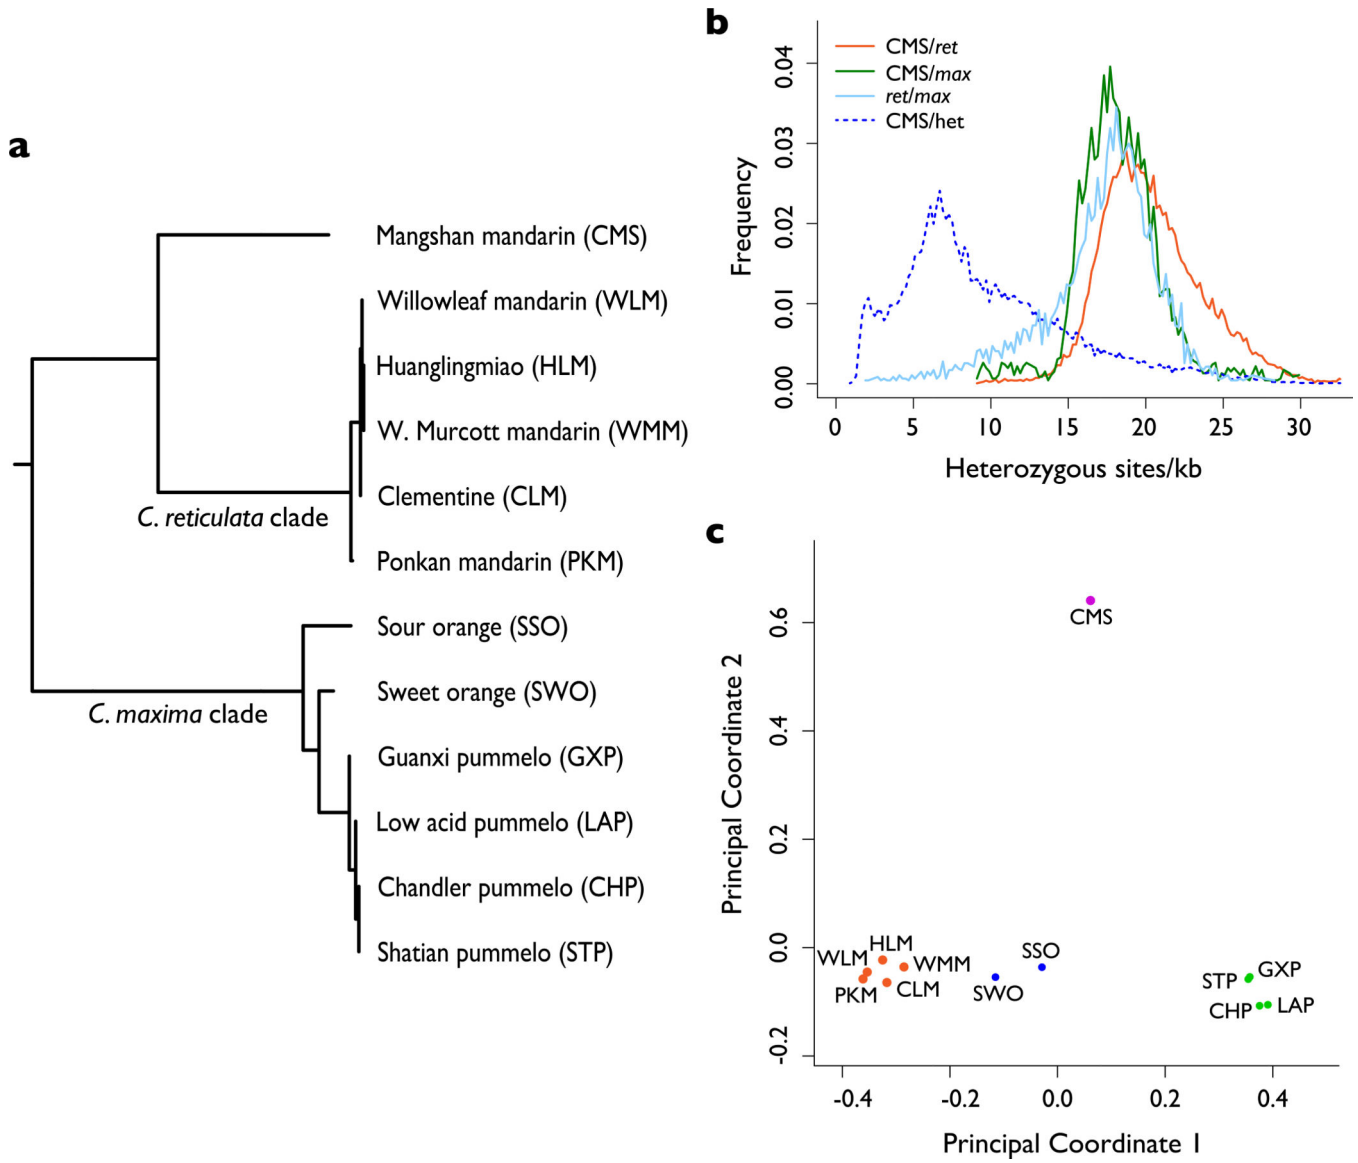 a
Mangshan mandarin (CMS)
Willowleaf mandarin (WLM)
Huanglingmiao (HLM)
W. Murcott mandarin (WMM)
Clementine (CLM)
C. reticulata clade
Ponkan mandarin (PKM)
Sour orange (SSO)
Sweet orange (SWO)
C. maxima clade
Guanxi pummelo (GXP)
Low acid pummelo (LAP)
Chandler pummelo (CHP)
Shatian pummelo (STP)
b
CMS/ret
CMS/max
ret/max
CMS/het
Frequency
0.04
0.03
0.02
0.01
0.00
0 5 10 15 20 25 30
Heterozygous sites/kb
c
Principal Coordinate 2
0.6
0.4
0.2
0.0
-0.2
CMS
HLM
SSO
WLM
WMM
GXP
STP
PKM
CLM
SWO
CHP
LAP
-0.4 -0.2 0.0 0.2 0.4
Principal Coordinate 1